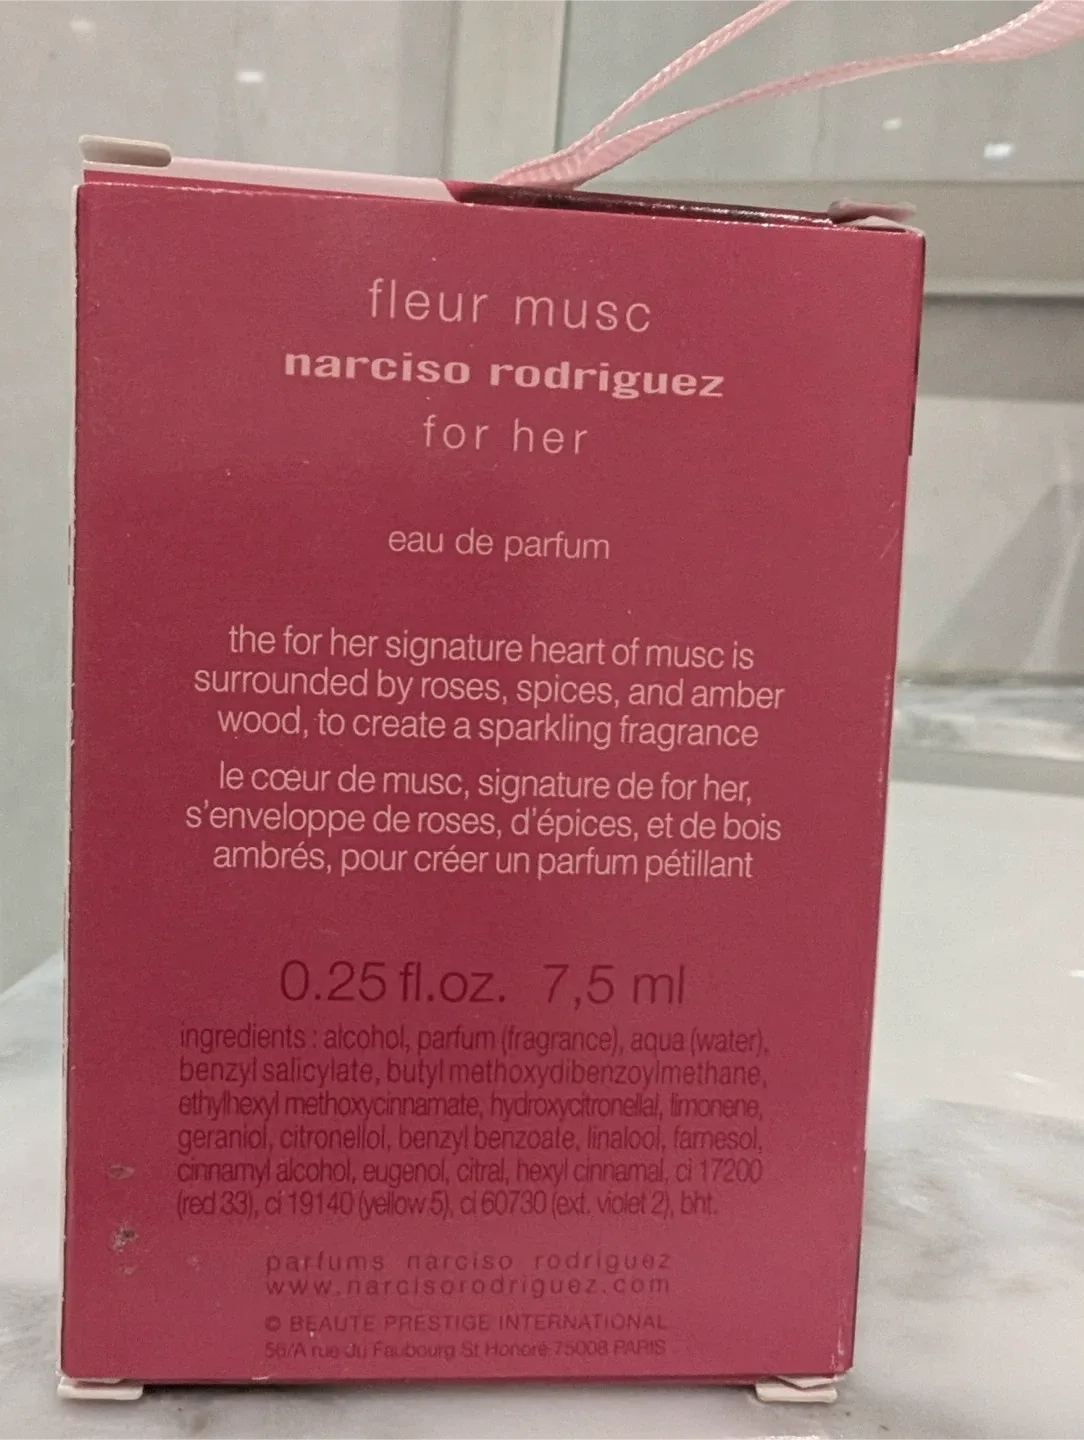 fleur musc
narciso rodriguez
for her
eau de parfum
the for her signature heart of musc is
surrounded by roses, spices, and amber
wood, to create a sparkling fragrance
le cœur de musc, signature de for her,
s'enveloppe de roses, d'épices, et de bois
ambrés, pour créer un parfum pétillant
0.25 fl.oz. 7,5 ml
ingredients : alcohol, parfum (fragrance), aqua (water),
benzyl salicylate, butyl methoxydibenzoylmethane,
ethylhexyl methoxycinnamate, hydroxycitronellal, limonene,
geraniol, citronellol, benzyl benzoate, linalool, farnesol,
cinnamyl alcohol, eugenol, citral, hexyl cinnamal, ci 17200
(red 33), ci 19140 (yellow 5), ci 60730 (ext. violet 2), bht.
parfums narciso rodriguez
www.narcisorodriguez.com
© BEAUTE PRESTIGE INTERNATIONAL
56/A rue du Faubourg St Honoré 75008 PARIS